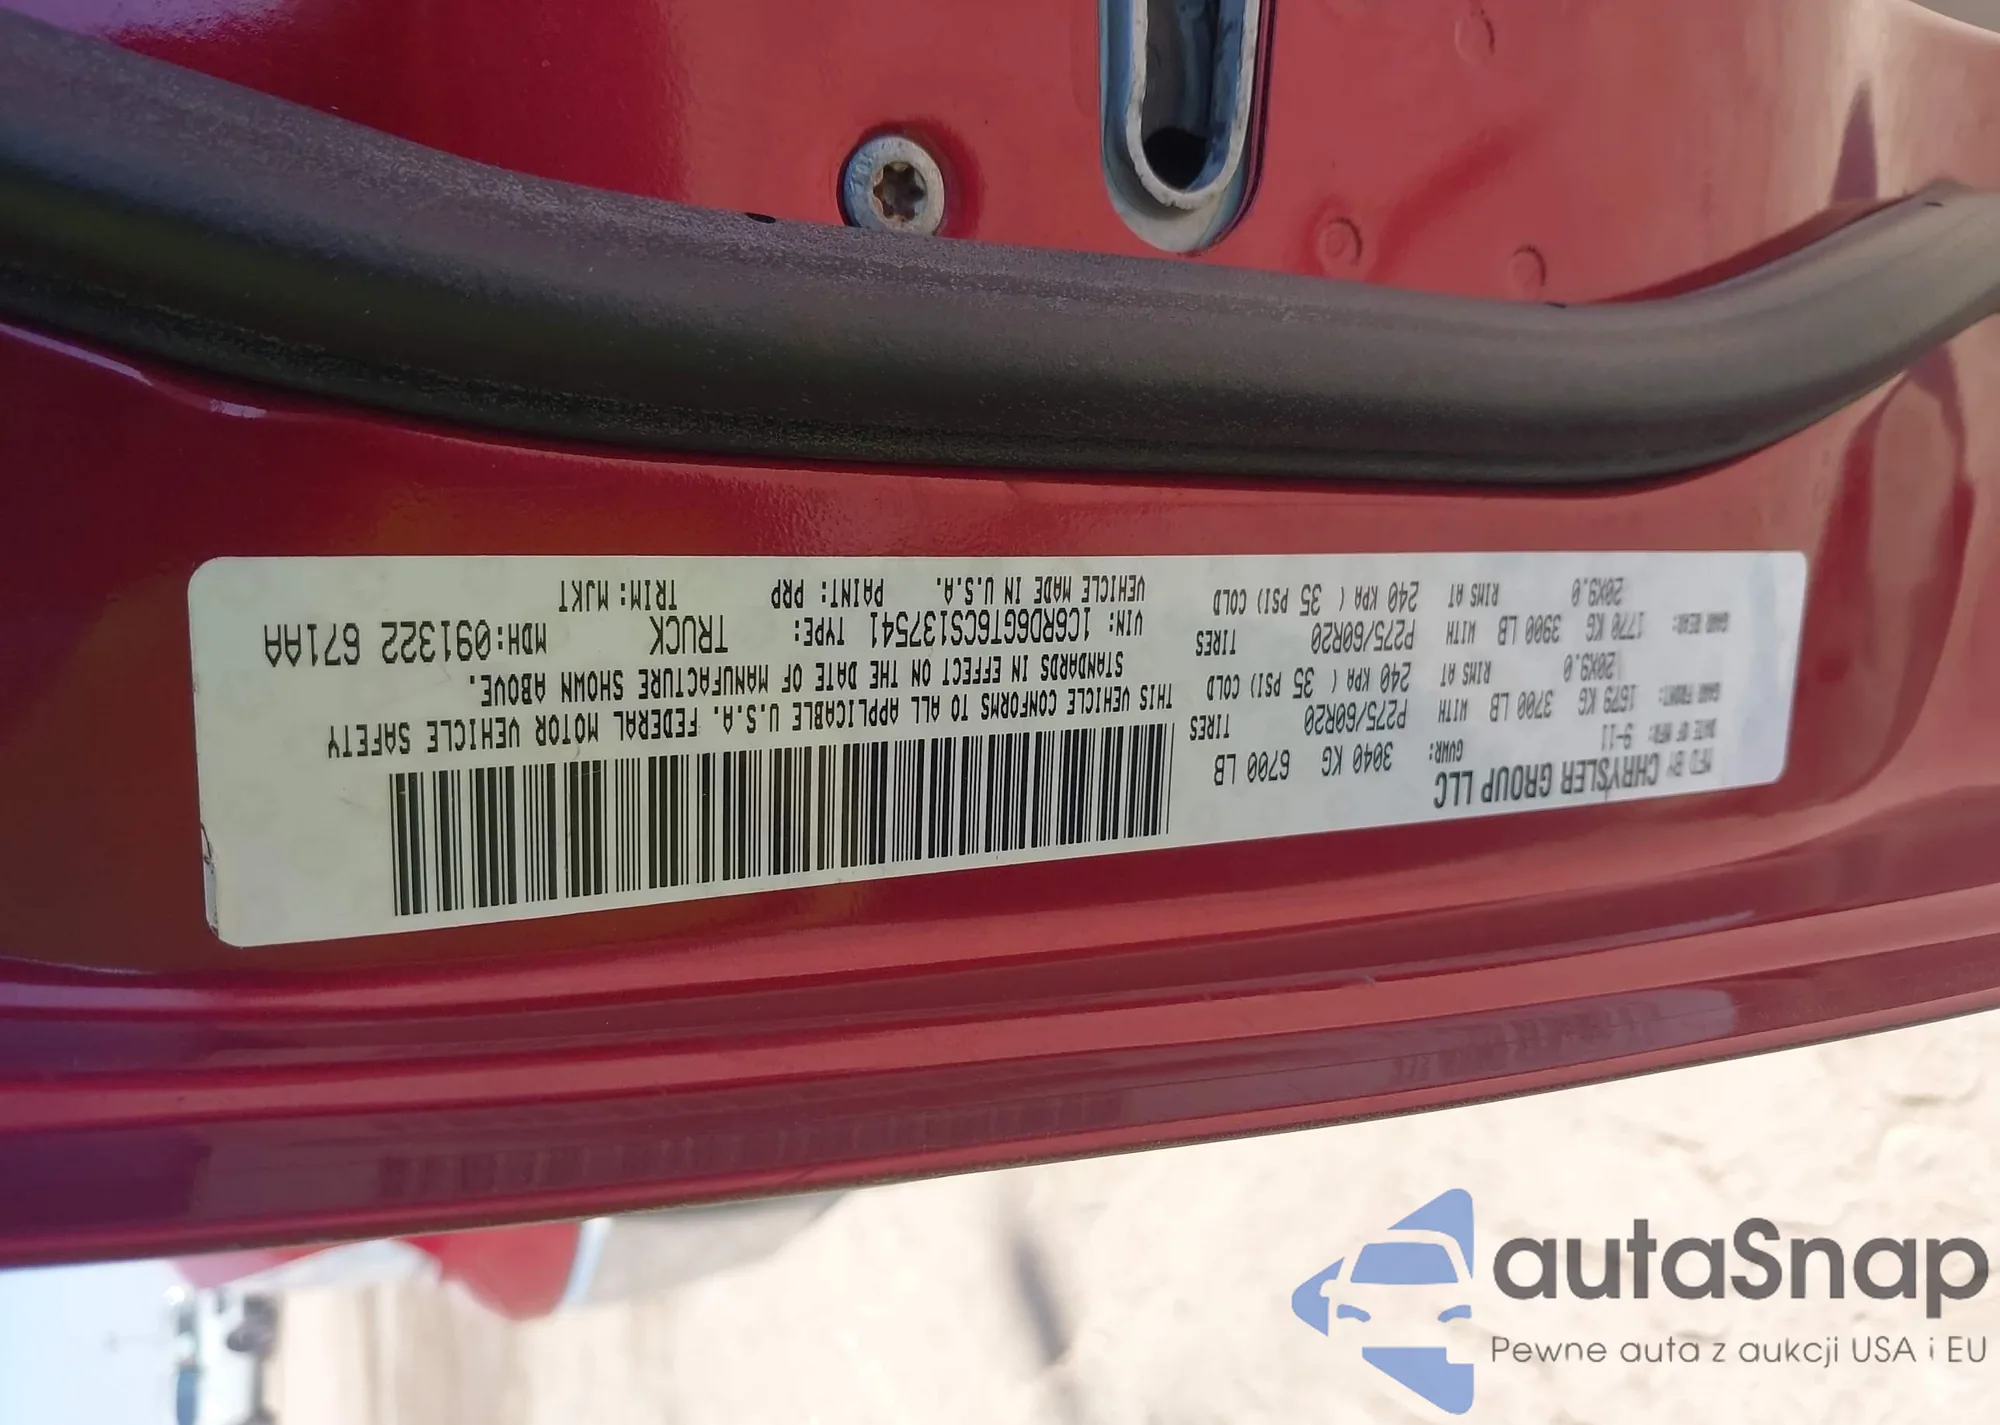 MFD BY CHRYSLER GROUP LLC
DATE OF MFR: 9-11 GVWR: 3040 KG 6700 LB
GAWR FRONT: 1679 KG 3700 LB WITH P275/60R20 TIRES
20X9.0 RIMS AT 240 KPA ( 35 PSI) COLD
GAWR REAR: 1770 KG 3900 LB WITH P275/60R20 TIRES
20X9.0 RIMS AT 240 KPA ( 35 PSI) COLD
THIS VEHICLE CONFORMS TO ALL APPLICABLE U.S.A. FEDERAL MOTOR VEHICLE SAFETY
STANDARDS IN EFFECT ON THE DATE OF MANUFACTURE SHOWN ABOVE.
VIN: 1C6RD6GT6CS137541 TYPE: TRUCK MDH:091322 671AA
VEHICLE MADE IN U.S.A. PAINT: PRP TRIM: MJKT
autaSnap
Pewne auta z aukcji USA i EU